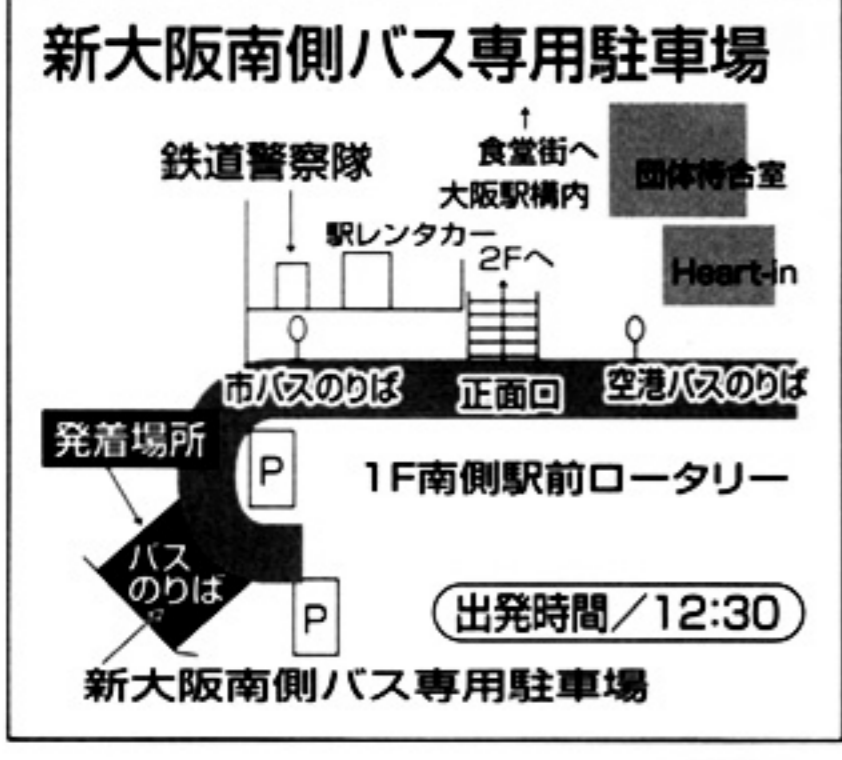 新大阪南側バス専用駐車場
↑
食堂街へ
大阪駅構内
団体待合室
鉄道警察隊
駅レンタカー
2Fへ
Heart-in
市バスのりば
正面口
空港バスのりば
発着場所
P
1F南側駅前ロータリー
バス
のりば
P
出発時間/12:30
新大阪南側バス専用駐車場